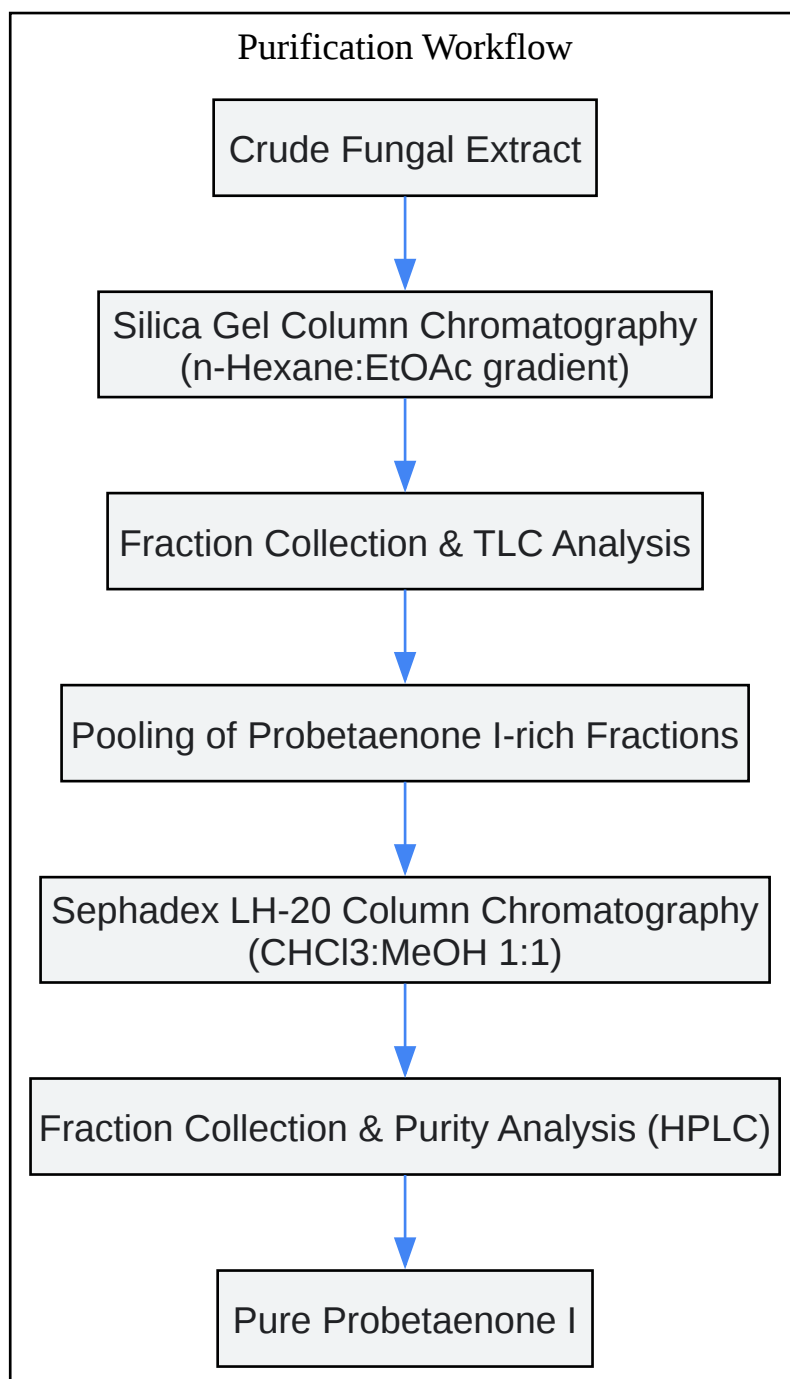 Purification Workflow
Crude Fungal Extract
Silica Gel Column Chromatography
(n-Hexane:EtOAc gradient)
Fraction Collection & TLC Analysis
Pooling of Probetaenone I-rich Fractions
Sephadex LH-20 Column Chromatography
(CHCl3:MeOH 1:1)
Fraction Collection & Purity Analysis (HPLC)
Pure Probetaenone I